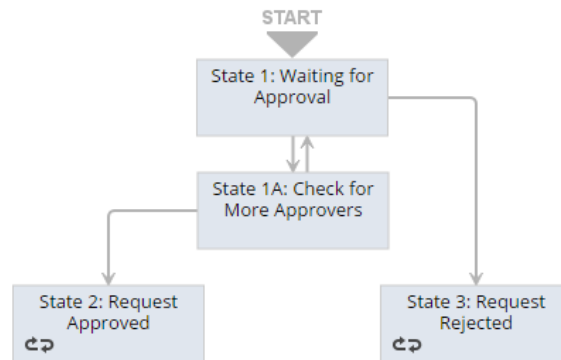 START
State 1: Waiting for
Approval
State 1A: Check for
More Approvers
State 2: Request
Approved
State 3: Request
Rejected